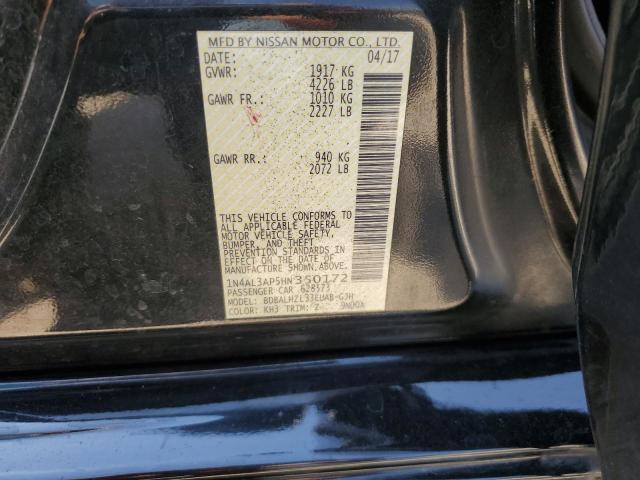 MFD BY NISSAN MOTOR CO., LTD.
DATE: 04/17
GVWR: 1917 KG
4226 LB
GAWR FR.: 1010 KG
2227 LB
GAWR RR.: 940 KG
2072 LB
THIS VEHICLE CONFORMS TO
ALL APPLICABLE FEDERAL
MOTOR VEHICLE SAFETY,
BUMPER, AND THEFT
PREVENTION STANDARDS
IN EFFECT ON THE DATE OF
MANUFACTURE SHOWN ABOVE.
1N4AL3AP5HN350172
PASSENGER CAR 628573
MODEL: BDBALHZL33EUAB-GJH
COLOR: KH3 TRIM: Z 9N00A